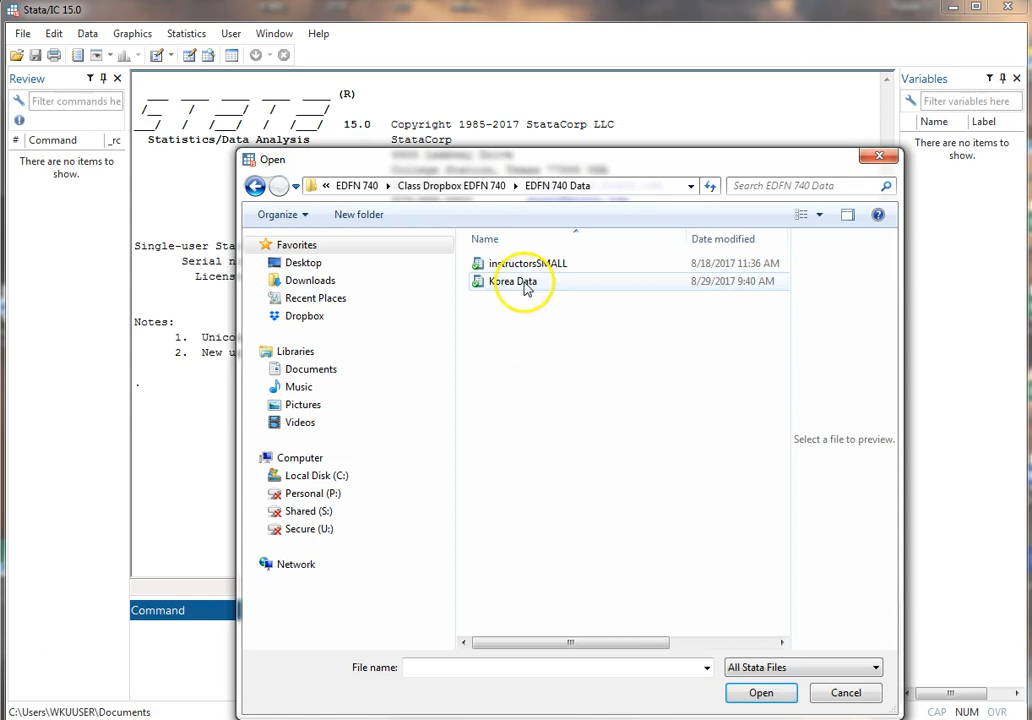 Stata/IC 15.0
File Edit Data Graphics Statistics User Window Help
Review
Filter commands he
# Command _rc
There are no items to show.
(R)
15.0 Copyright 1985-2017 StataCorp LLC
Statistics/Data Analysis StataCorp
Single-user Sta
Serial n
Licens
Notes:
1. Unico
2. New u
.
Command
Variables
Filter variables here
Name Label
There are no items to show.
Open
« EDFN 740 Class Dropbox EDFN 740 EDFN 740 Data
Search EDFN 740 Data
Organize New folder
Favorites
Desktop
Downloads
Recent Places
Dropbox
Libraries
Documents
Music
Pictures
Videos
Computer
Local Disk (C:)
Personal (P:)
Shared (S:)
Secure (U:)
Network
Name Date modified
instructorsSMALL 8/18/2017 11:36 AM
Korea Data 8/29/2017 9:40 AM
Select a file to preview.
File name:
All Stata Files
Open Cancel
C:\Users\WKUUSER\Documents
CAP NUM OVR